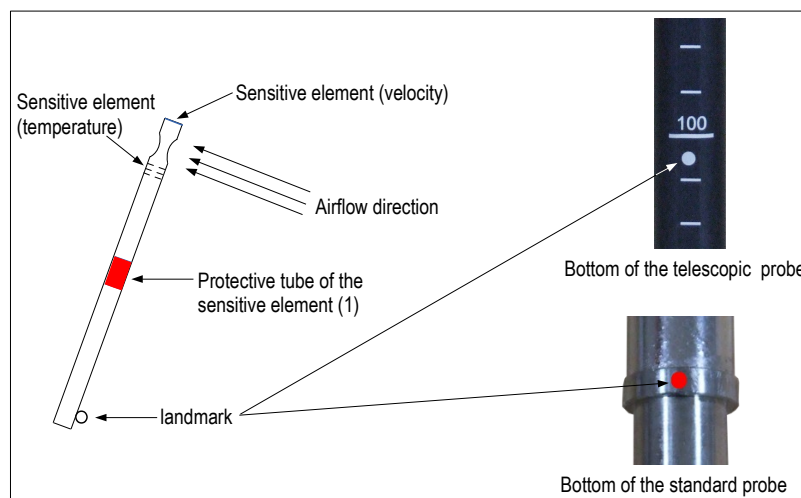 Sensitive element (velocity)
Sensitive element
(temperature)
Airflow direction
Protective tube of the
sensitive element (1)
landmark
100
Bottom of the telescopic probe
Bottom of the standard probe